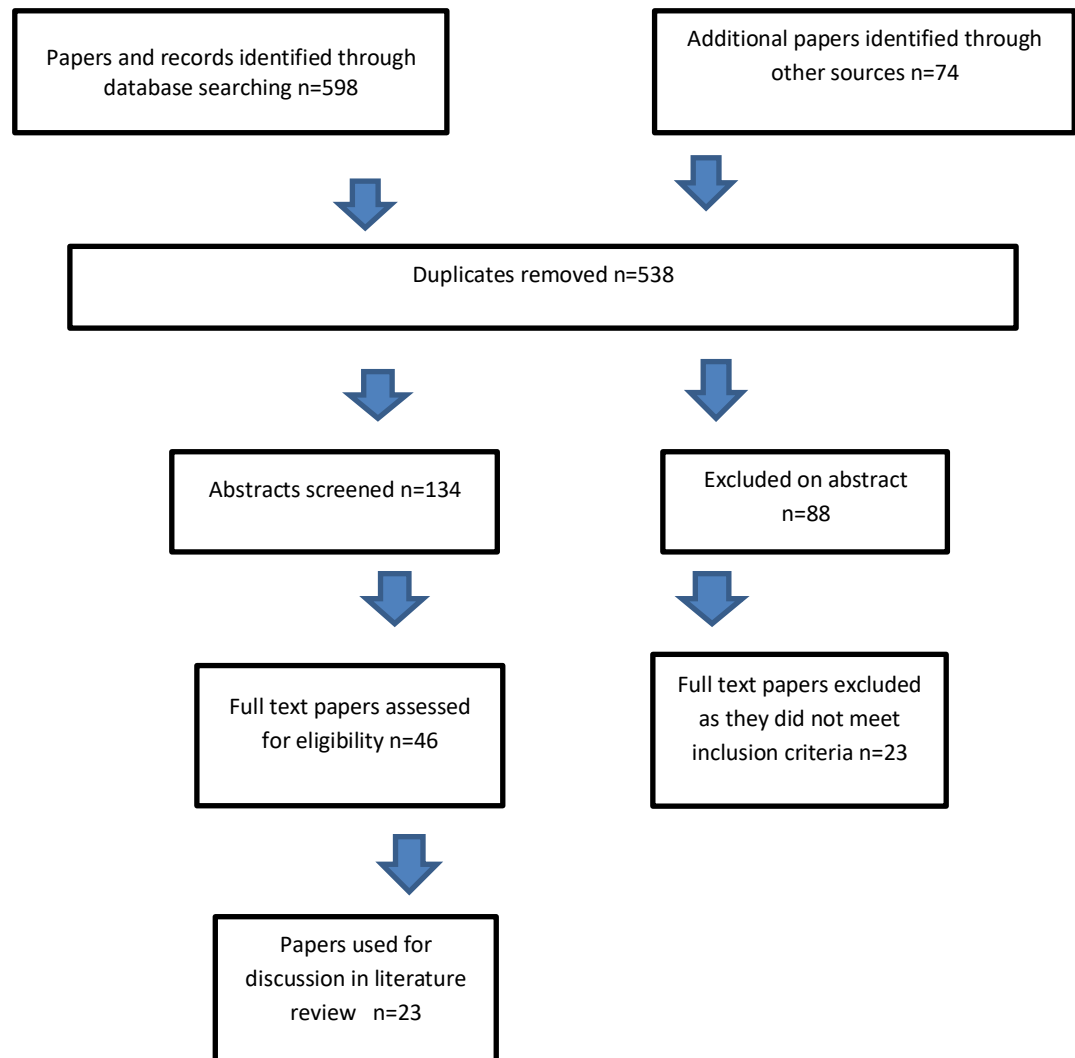 Papers and records identified through
database searching n=598
Additional papers identified through
other sources n=74
Duplicates removed n=538
Abstracts screened n=134
Excluded on abstract
n=88
Full text papers assessed
for eligibility n=46
Full text papers excluded
as they did not meet
inclusion criteria n=23
Papers used for
discussion in literature
review n=23